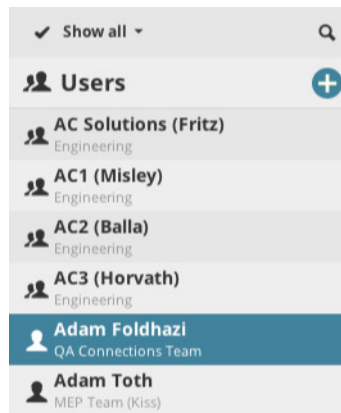 Show all
Users
AC Solutions (Fritz)
Engineering
AC1 (Misley)
Engineering
AC2 (Balla)
Engineering
AC3 (Horvath)
Engineering
Adam Foldhazi
QA Connections Team
Adam Toth
MEP Team (Kiss)